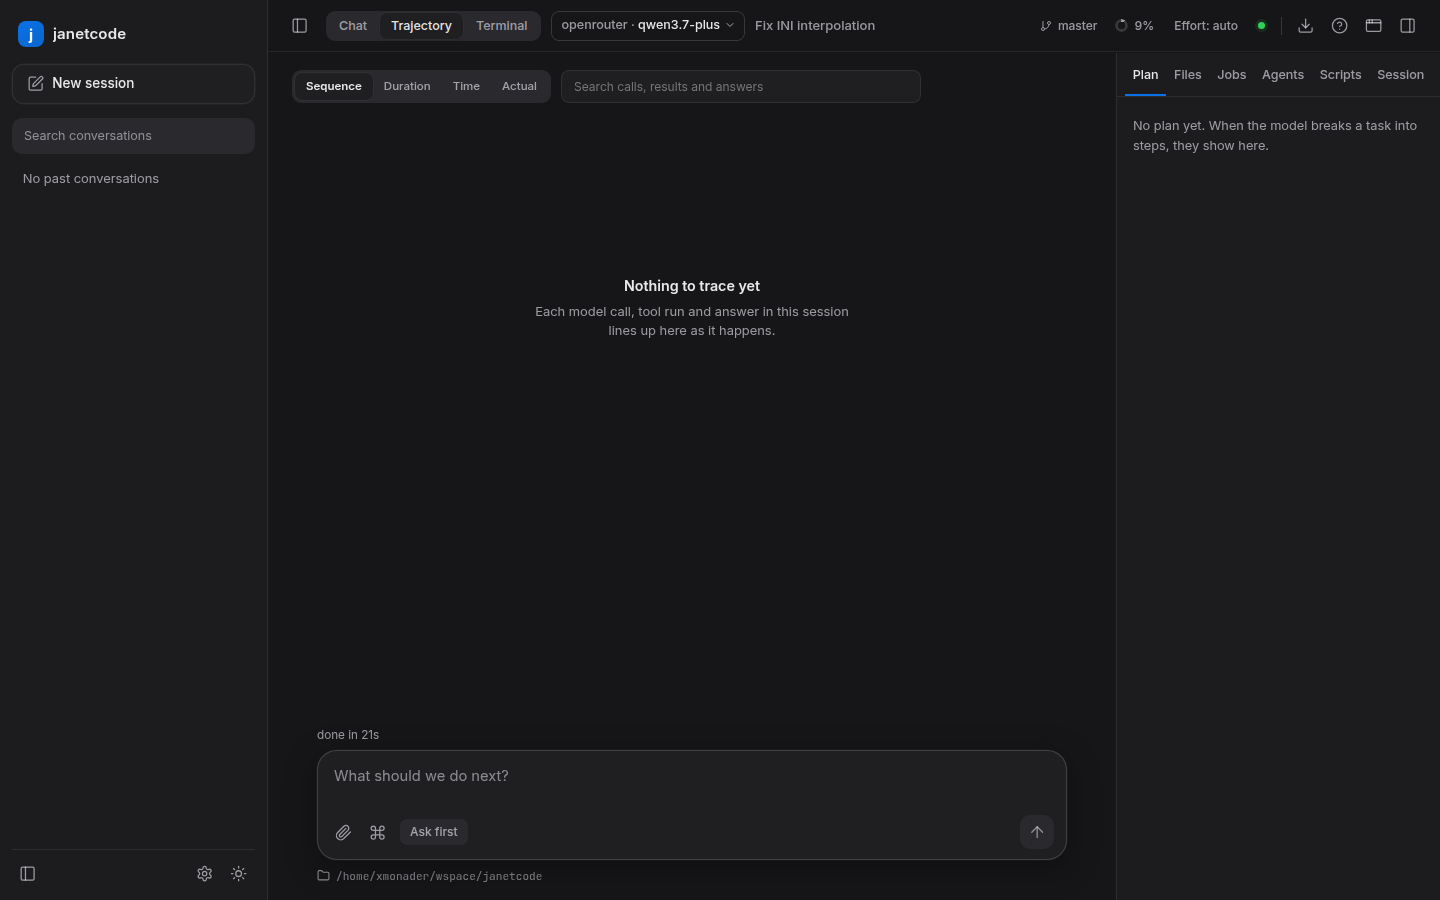 j janetcode
New session
Search conversations
No past conversations
Chat Trajectory Terminal openrouter · qwen3.7-plus Fix INI interpolation master 9% Effort: auto
Sequence Duration Time Actual Search calls, results and answers
Nothing to trace yet
Each model call, tool run and answer in this session
lines up here as it happens.
done in 21s
What should we do next?
Ask first
/home/xmonader/wspace/janetcode
Plan Files Jobs Agents Scripts Session
No plan yet. When the model breaks a task into
steps, they show here.